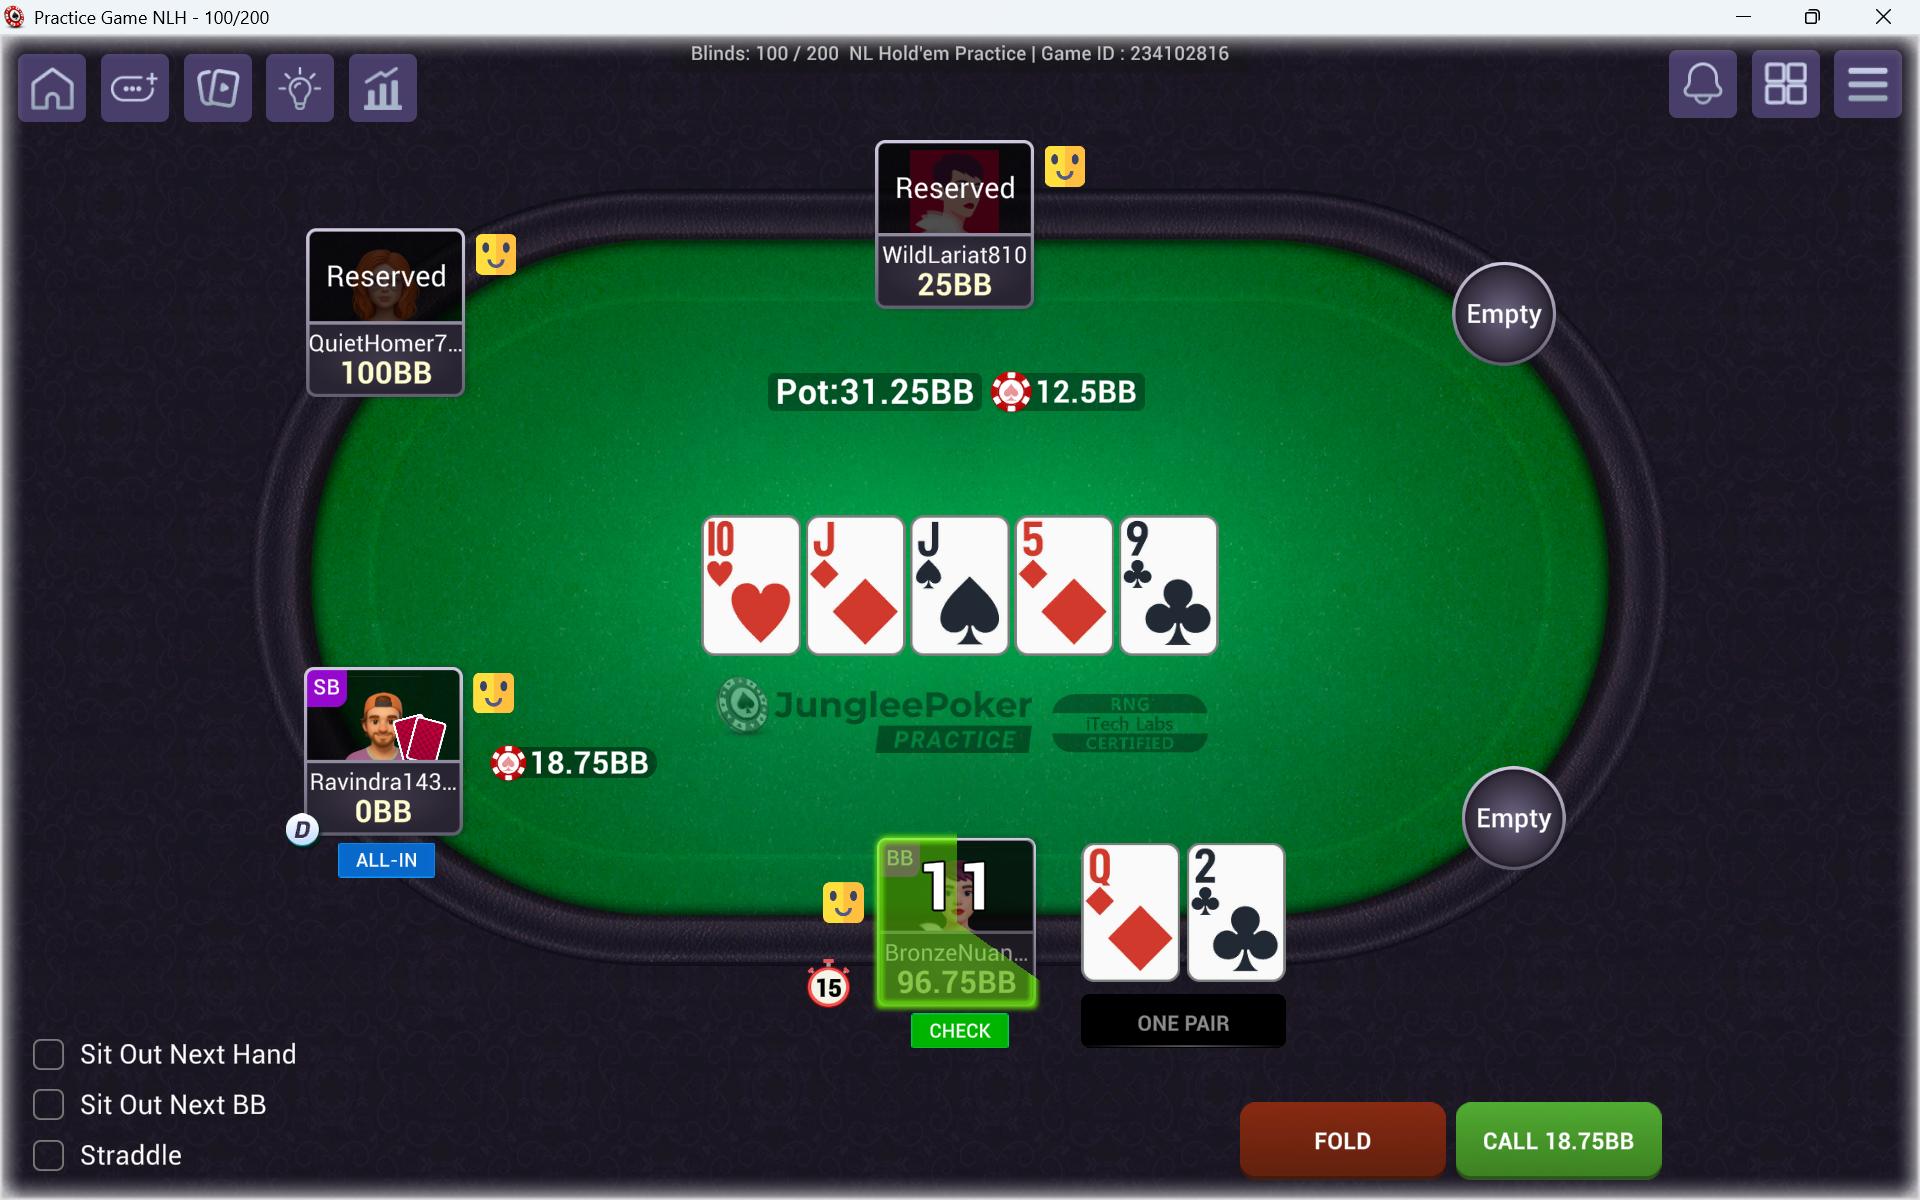 Practice Game NLH - 100/200
Blinds: 100 / 200 NL Hold'em Practice | Game ID : 234102816
Reserved
WildLariat810
25BB
Reserved
QuietHomer7...
100BB
Empty
Pot:31.25BB 12.5BB
10 J J 5 9
JungleePoker
PRACTICE
RNG
iTech Labs
CERTIFIED
SB
Ravindra143...
0BB
D
ALL-IN
18.75BB
Empty
BB
11
BronzeNuan...
96.75BB
15
CHECK
Q 2
ONE PAIR
Sit Out Next Hand
Sit Out Next BB
Straddle
FOLD
CALL 18.75BB